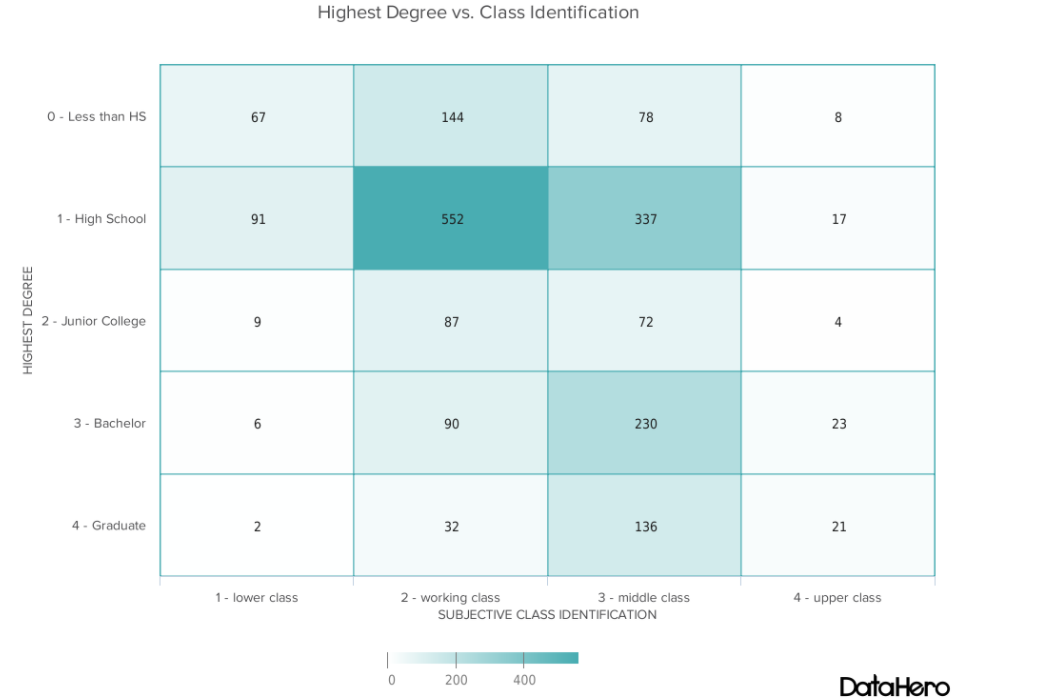 Highest Degree vs. Class Identification
0 - Less than HS 67 144 78 8
1 - High School 91 552 337 17
2 - Junior College 9 87 72 4
3 - Bachelor 6 90 230 23
4 - Graduate 2 32 136 21
HIGHEST DEGREE
1 - lower class 2 - working class 3 - middle class 4 - upper class
SUBJECTIVE CLASS IDENTIFICATION
0 200 400
DataHero